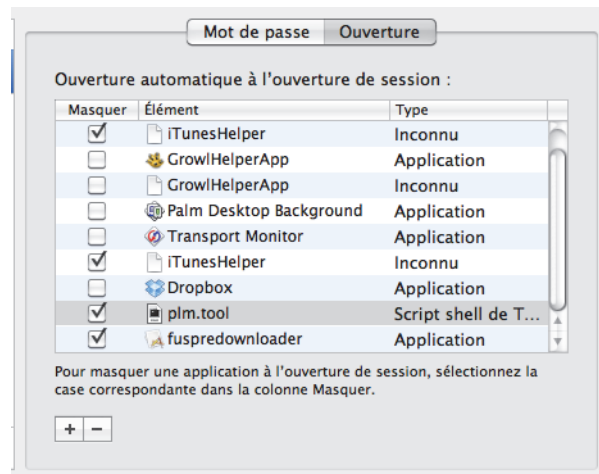 Mot de passe Ouverture
Ouverture automatique à l'ouverture de session :
Masquer Élément Type
iTunesHelper Inconnu
GrowlHelperApp Application
GrowlHelperApp Inconnu
Palm Desktop Background Application
Transport Monitor Application
iTunesHelper Inconnu
Dropbox Application
plm.tool Script shell de T...
fuspredownloader Application
Pour masquer une application à l'ouverture de session, sélectionnez la
case correspondante dans la colonne Masquer.
+ −